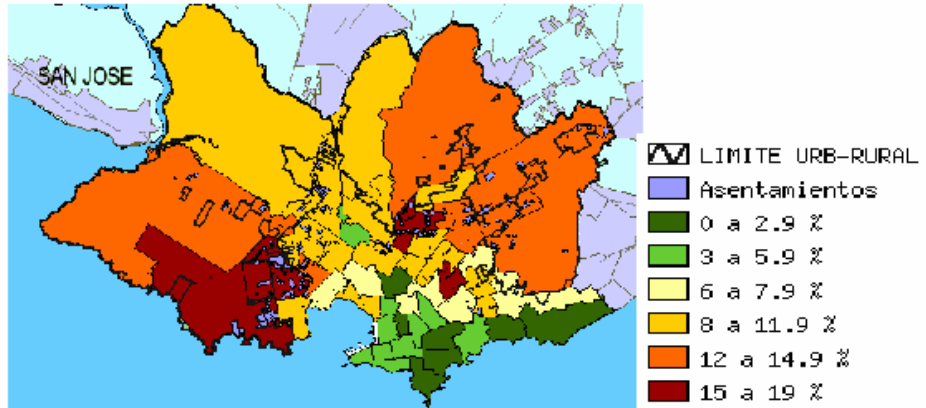 SAN JOSE
LIMITE URB-RURAL
Asentamientos
0 a 2.9 %
3 a 5.9 %
6 a 7.9 %
8 a 11.9 %
12 a 14.9 %
15 a 19 %